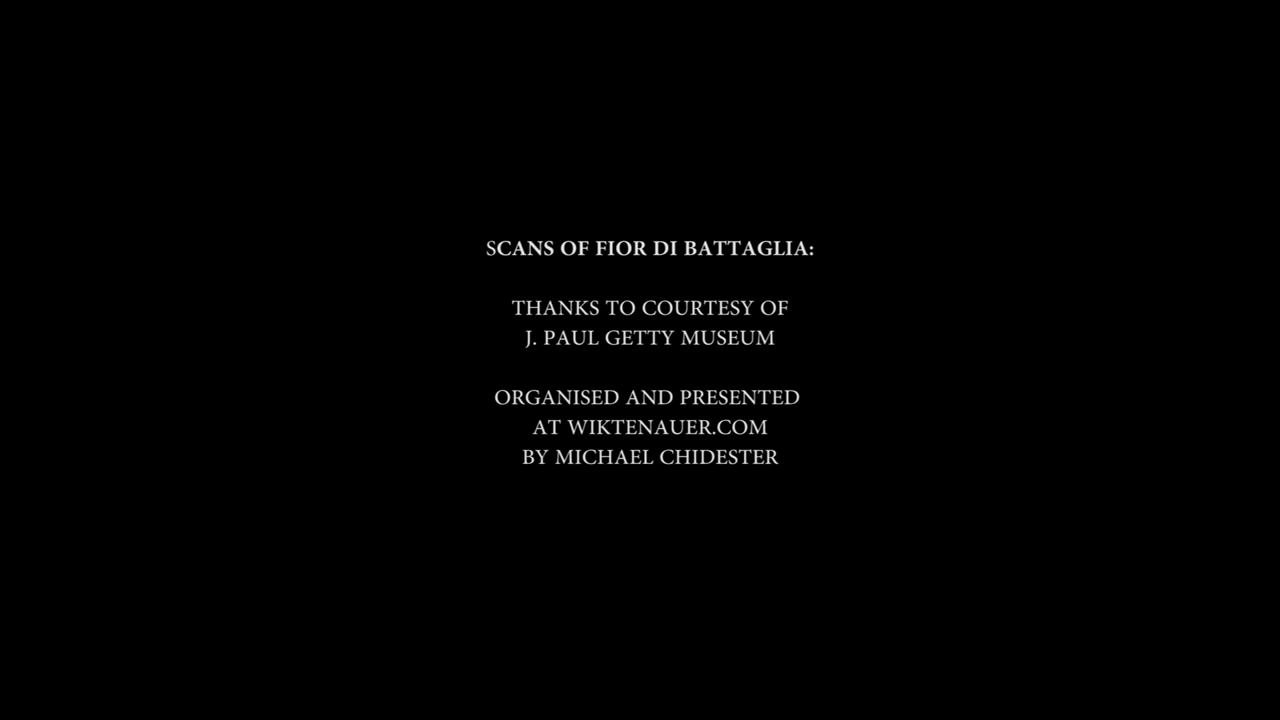 SCANS OF FIOR DI BATTAGLIA:
THANKS TO COURTESY OF
J. PAUL GETTY MUSEUM
ORGANISED AND PRESENTED
AT WIKTENAUER.COM
BY MICHAEL CHIDESTER